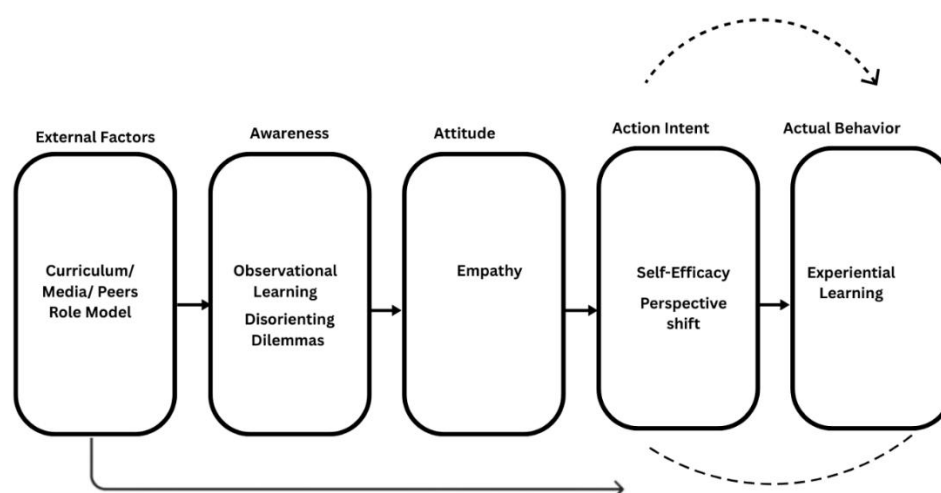 External Factors
Awareness
Attitude
Action Intent
Actual Behavior
Curriculum/
Media/ Peers
Role Model
Observational
Learning
Disorienting
Dilemmas
Empathy
Self-Efficacy
Perspective
shift
Experiential
Learning